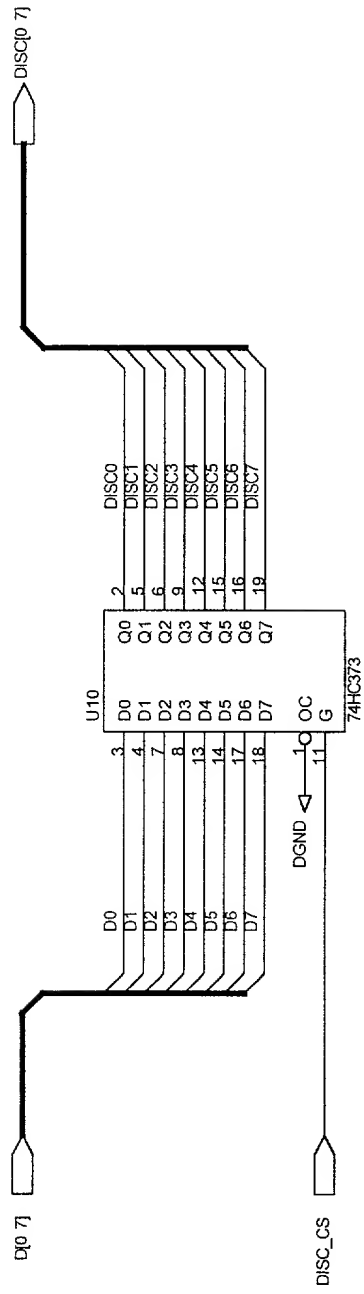 D[0 7]
DISC[0 7]
U10
D0 3 D0 Q0 2 DISC0
D1 4 D1 Q1 5 DISC1
D2 7 D2 Q2 6 DISC2
D3 8 D3 Q3 9 DISC3
D4 13 D4 Q4 12 DISC4
D5 14 D5 Q5 15 DISC5
D6 17 D6 Q6 16 DISC6
D7 18 D7 Q7 19 DISC7
DGND 1 OC
DISC_CS 11 G
74HC373